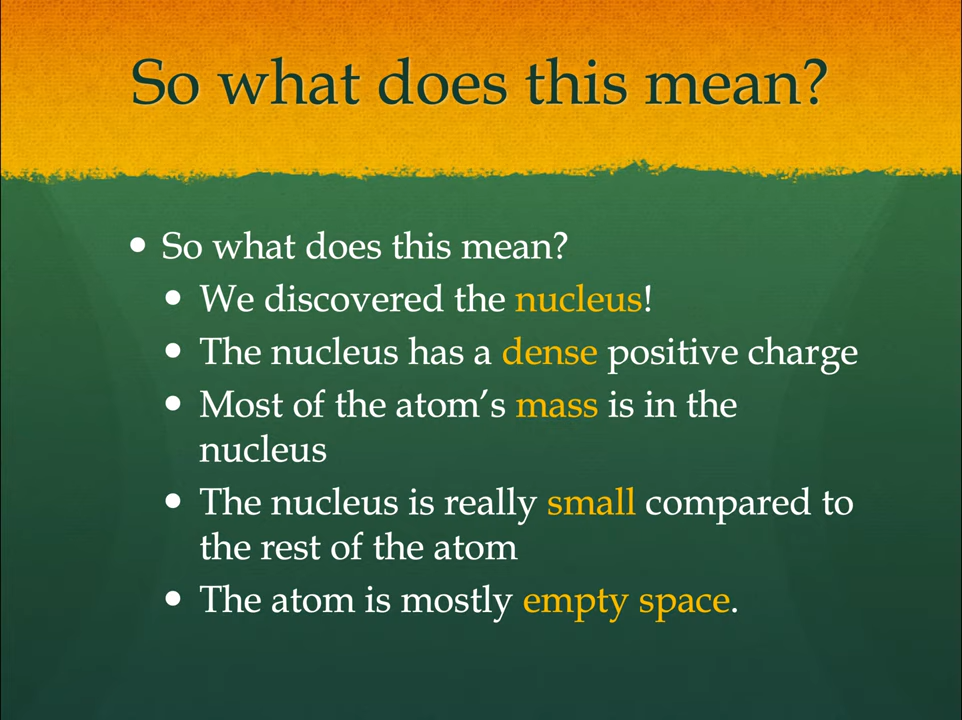 So what does this mean?
• So what does this mean?
• We discovered the nucleus!
• The nucleus has a dense positive charge
• Most of the atom’s mass is in the
nucleus
• The nucleus is really small compared to
the rest of the atom
• The atom is mostly empty space.